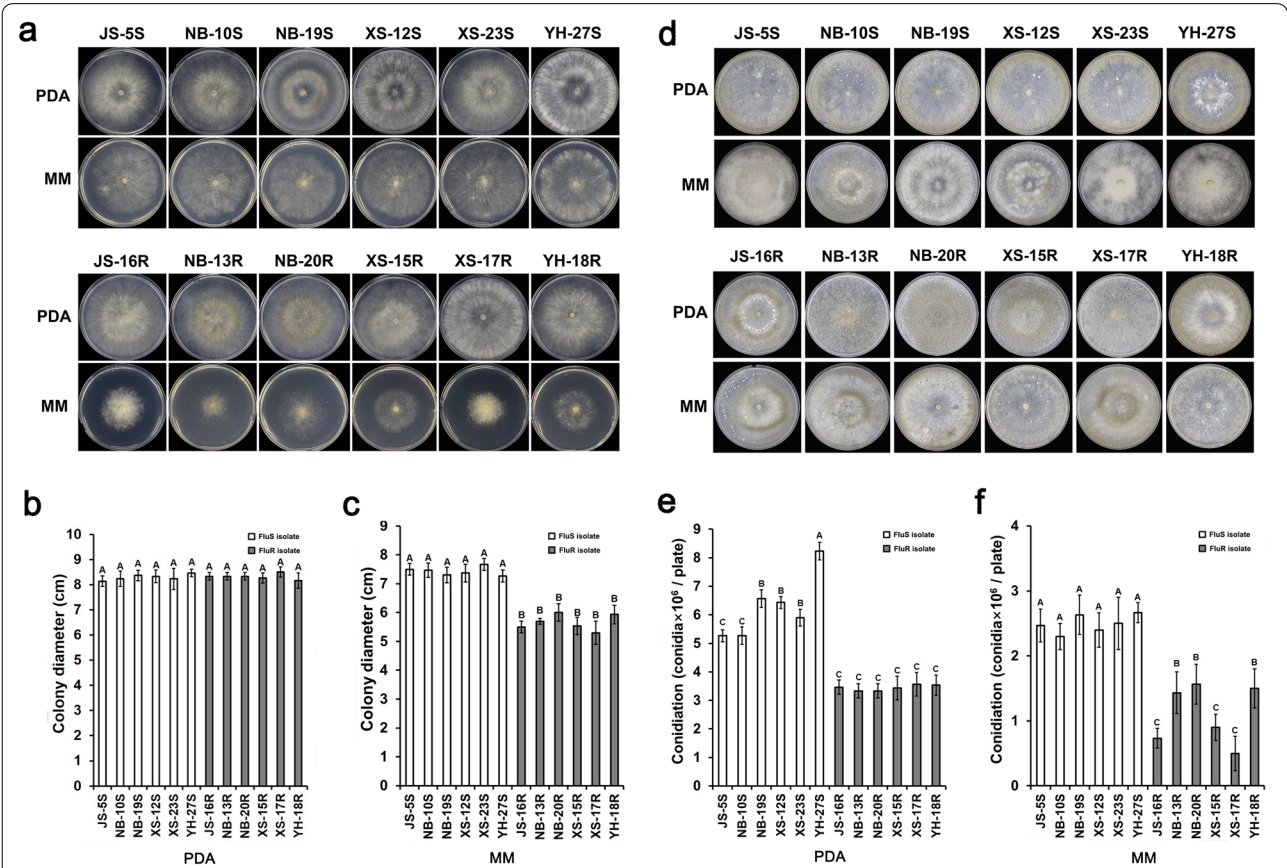 a
JS-5S NB-10S NB-19S XS-12S XS-23S YH-27S
PDA
MM
JS-16R NB-13R NB-20R XS-15R XS-17R YH-18R
PDA
MM
d
JS-5S NB-10S NB-19S XS-12S XS-23S YH-27S
PDA
MM
JS-16R NB-13R NB-20R XS-15R XS-17R YH-18R
PDA
MM
b
Colony diameter (cm)
10
9
8
7
6
5
4
3
2
1
0
FluS isolate
FluR isolate
A A A A A A A A A A A A
JS-5S NB-10S NB-19S XS-12S XS-23S YH-27S JS-16R NB-13R NB-20R XS-15R XS-17R YH-18R
PDA
c
Colony diameter (cm)
9
8
7
6
5
4
3
2
1
0
FluS isolate
FluR isolate
A A A A A A B B B B B B
JS-5S NB-10S NB-19S XS-12S XS-23S YH-27S JS-16R NB-13R NB-20R XS-15R XS-17R YH-18R
MM
e
Conidiation (conidia×10⁶ / plate)
9
8
7
6
5
4
3
2
1
0
FluS isolate
FluR isolate
C C B B B A C C C C C C
JS-5S NB-10S NB-19S XS-12S XS-23S YH-27S JS-16R NB-13R NB-20R XS-15R XS-17R YH-18R
PDA
f
Conidiation (conidia×10⁶ / plate)
4
3
2
1
0
FluS isolate
FluR isolate
A A A A A A C B B C C B
JS-5S NB-10S NB-19S XS-12S XS-23S YH-27S JS-16R NB-13R NB-20R XS-15R XS-17R YH-18R
MM